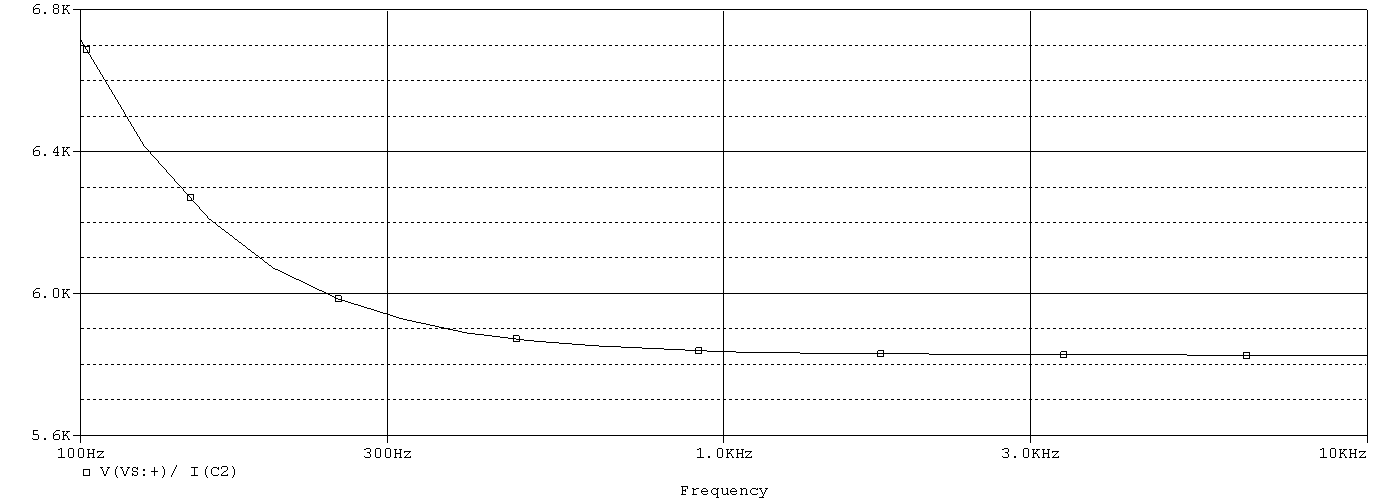 6.8K
6.4K
6.0K
5.6K
100Hz 300Hz 1.0KHz 3.0KHz 10KHz
V(VS:+)/ I(C2)
Frequency